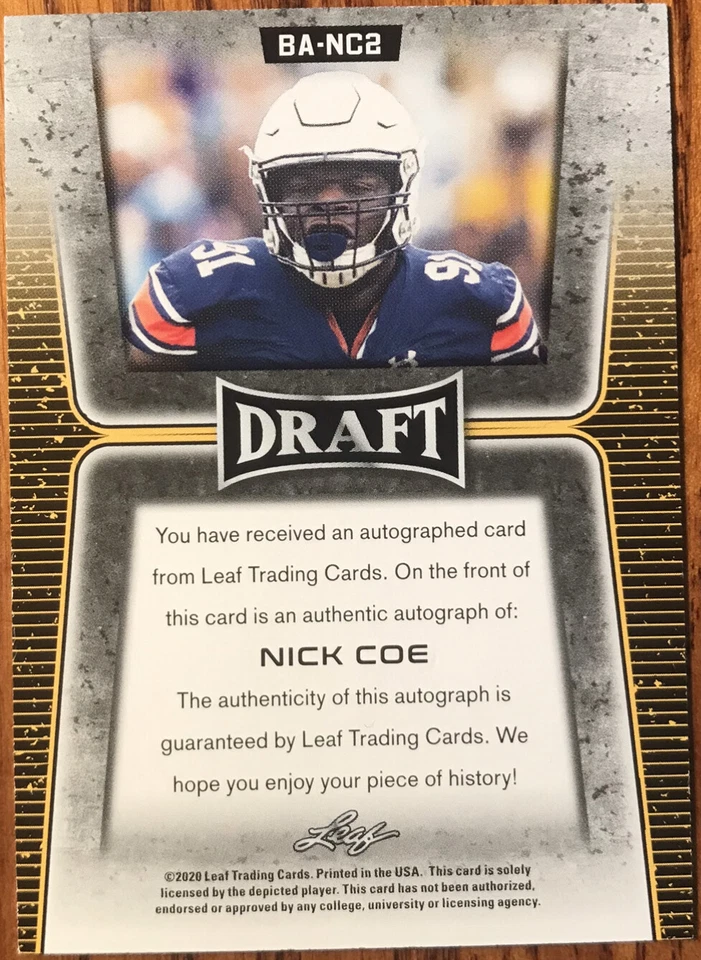 BA-NC2
91
91
DRAFT
You have received an autographed card
from Leaf Trading Cards. On the front of
this card is an authentic autograph of:
NICK COE
The authenticity of this autograph is
guaranteed by Leaf Trading Cards. We
hope you enjoy your piece of history!
Leaf
©2020 Leaf Trading Cards. Printed in the USA. This card is solely
licensed by the depicted player. This card has not been authorized,
endorsed or approved by any college, university or licensing agency.